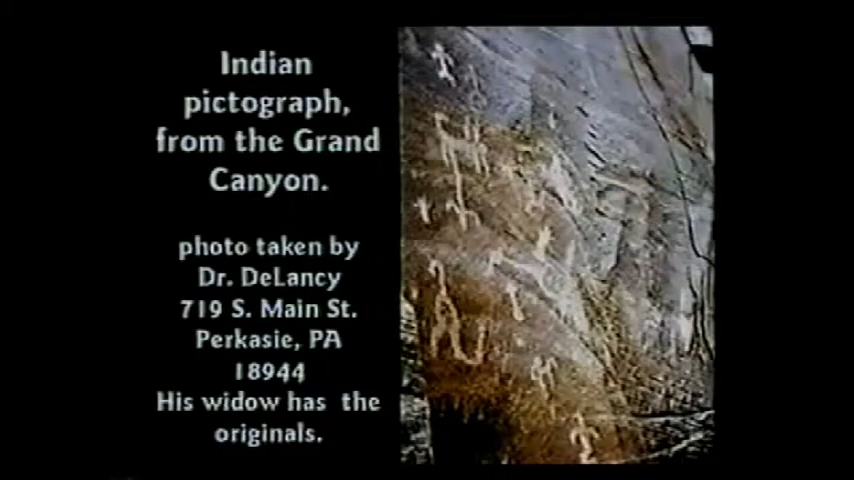 Indian
pictograph,
from the Grand
Canyon.
photo taken by
Dr. DeLancy
719 S. Main St.
Perkasie, PA
18944
His widow has the
originals.